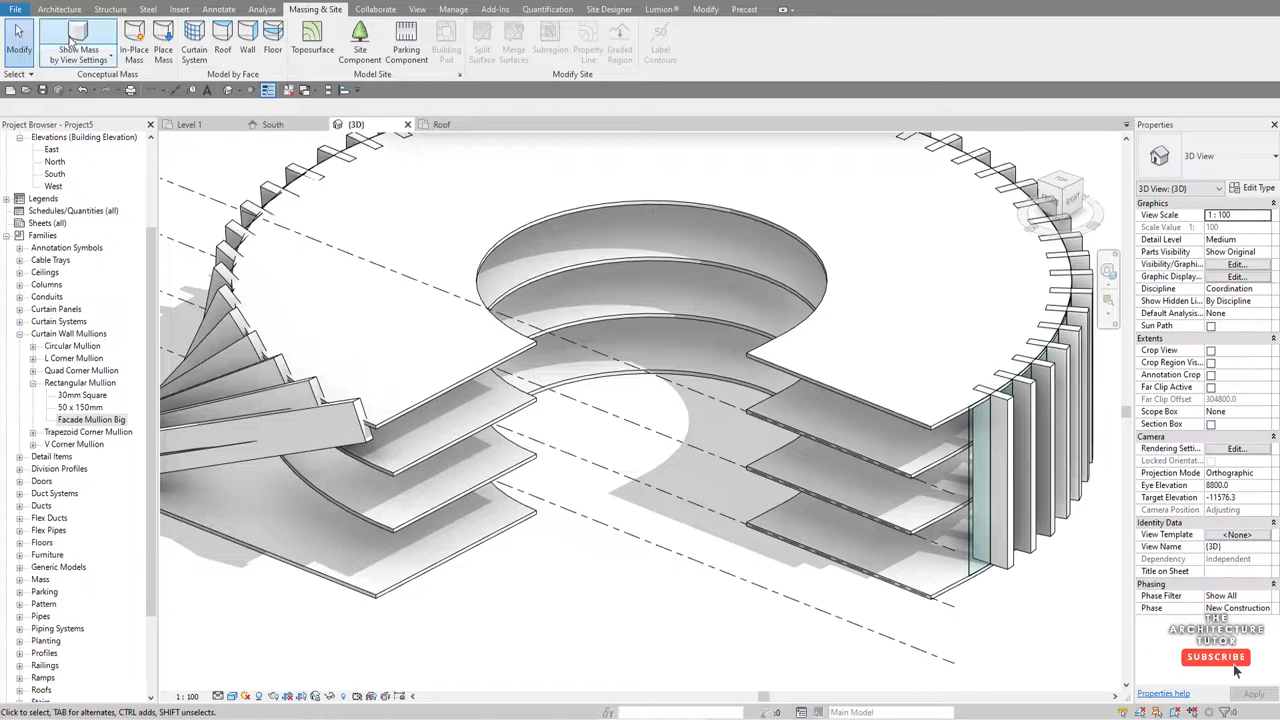 File Architecture Structure Steel Insert Annotate Analyze Massing & Site Collaborate View Manage Add-Ins Quantification Site Designer Lumion® Modify Precast
Modify
Show Mass
by View Settings
In-Place
Mass
Place
Mass
Curtain
System
Roof
Wall
Floor
Toposurface
Site
Component
Parking
Component
Building
Pad
Split
Surface
Merge
Surfaces
Subregion
Property
Line
Graded
Region
50
Label
Contours
Select Conceptual Mass Model by Face Model Site Modify Site
Project Browser - Project5
Level 1
South
{3D}
Roof
Elevations (Building Elevation)
East
North
South
West
Legends
Schedules/Quantities (all)
Sheets (all)
Families
Annotation Symbols
Cable Trays
Ceilings
Columns
Conduits
Curtain Panels
Curtain Systems
Curtain Wall Mullions
Circular Mullion
L Corner Mullion
Quad Corner Mullion
Rectangular Mullion
30mm Square
50 x 150mm
Facade Mullion Big
Trapezoid Corner Mullion
V Corner Mullion
Detail Items
Division Profiles
Doors
Duct Systems
Ducts
Flex Ducts
Flex Pipes
Floors
Furniture
Generic Models
Mass
Parking
Pattern
Pipes
Piping Systems
Planting
Profiles
Railings
Ramps
Roofs
TOP
RIGHT
Properties
3D View
3D View: {3D}
Edit Type
Graphics
View Scale 1 : 100
Scale Value 1: 100
Detail Level Medium
Parts Visibility Show Original
Visibility/Graphi... Edit...
Graphic Display... Edit...
Discipline Coordination
Show Hidden Li... By Discipline
Default Analysis... None
Sun Path
Extents
Crop View
Crop Region Vis...
Annotation Crop
Far Clip Active
Far Clip Offset 304800.0
Scope Box None
Section Box
Camera
Rendering Setti... Edit...
Locked Orientat...
Projection Mode Orthographic
Eye Elevation 8800.0
Target Elevation -11576.3
Camera Position Adjusting
Identity Data
View Template <None>
View Name {3D}
Dependency Independent
Title on Sheet
Phasing
Phase Filter Show All
Phase New Construction
THE
ARCHITECTURE
TUTOR
SUBSCRIBE
Properties help
Apply
1 : 100
Click to select, TAB for alternates, CTRL adds, SHIFT unselects.
:0
Main Model
:0